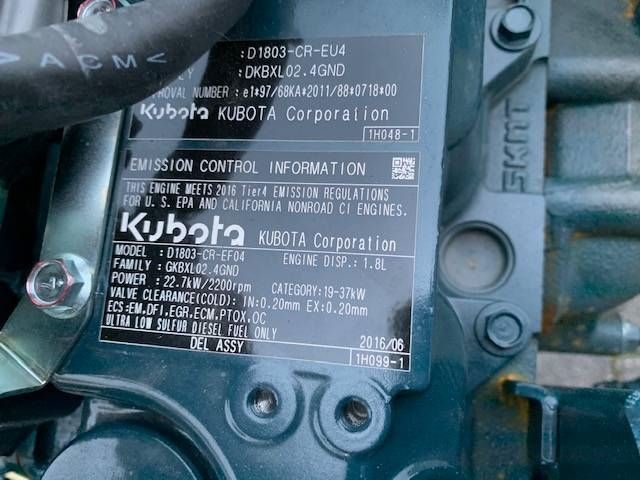 ACM
:D1803-CR-EU4
:DKBXL02.4GND
NUMBER : e1*97/68KA*2011/88*0718*00
Kubota KUBOTA Corporation
1H048-1
EMISSION CONTROL INFORMATION
THIS ENGINE MEETS 2016 Tier4 EMISSION REGULATIONS
FOR U.S. EPA AND CALIFORNIA NONROAD CI ENGINES.
Kubota KUBOTA Corporation
MODEL :D1803-CR-EF04
ENGINE DISP.: 1.8L
FAMILY :GKBXL02.4GND
POWER : 22.7kW/2200rpm CATEGORY:19-37kW
VALVE CLEARANCE(COLD): IN:0.20mm EX:0.20mm
ECS:EM.DFI.EGR.ECM.PTOX.OC
ULTRA LOW SULFUR DIESEL FUEL ONLY
2016/06
DEL ASSY
1H099-1
SKMT